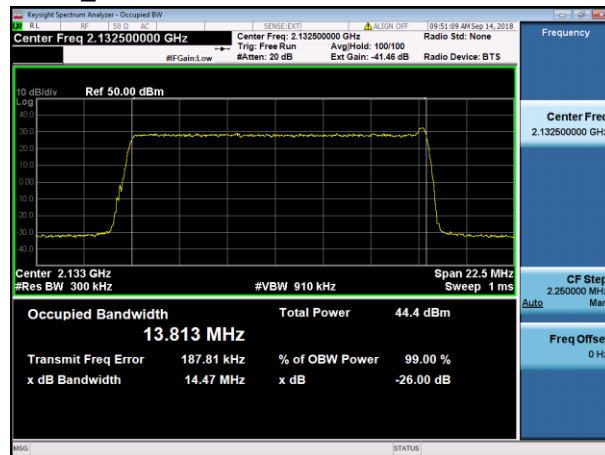 Keysight Spectrum Analyzer - Occupied BW
RL RF 50 Ω AC SENSE:EXT ALIGN OFF 09:51:09 AM Sep 14, 2018
Center Freq 2.132500000 GHz
Center Freq: 2.132500000 GHz Radio Std: None
Trig: Free Run Avg|Hold: 100/100
#IFGain:Low #Atten: 20 dB Ext Gain: -41.46 dB Radio Device: BTS
Frequency
10 dB/div Ref 50.00 dBm
Log
40.0
30.0
20.0
10.0
0.00
-10.0
-20.0
-30.0
-40.0
Center Freq
2.132500000 GHz
Center 2.133 GHz Span 22.5 MHz
#Res BW 300 kHz #VBW 910 kHz Sweep 1 ms
CF Step
2.250000 MHz
Auto Man
Occupied Bandwidth Total Power 44.4 dBm
13.813 MHz
Transmit Freq Error 187.81 kHz % of OBW Power 99.00 %
x dB Bandwidth 14.47 MHz x dB -26.00 dB
Freq Offset
0 Hz
MSG STATUS